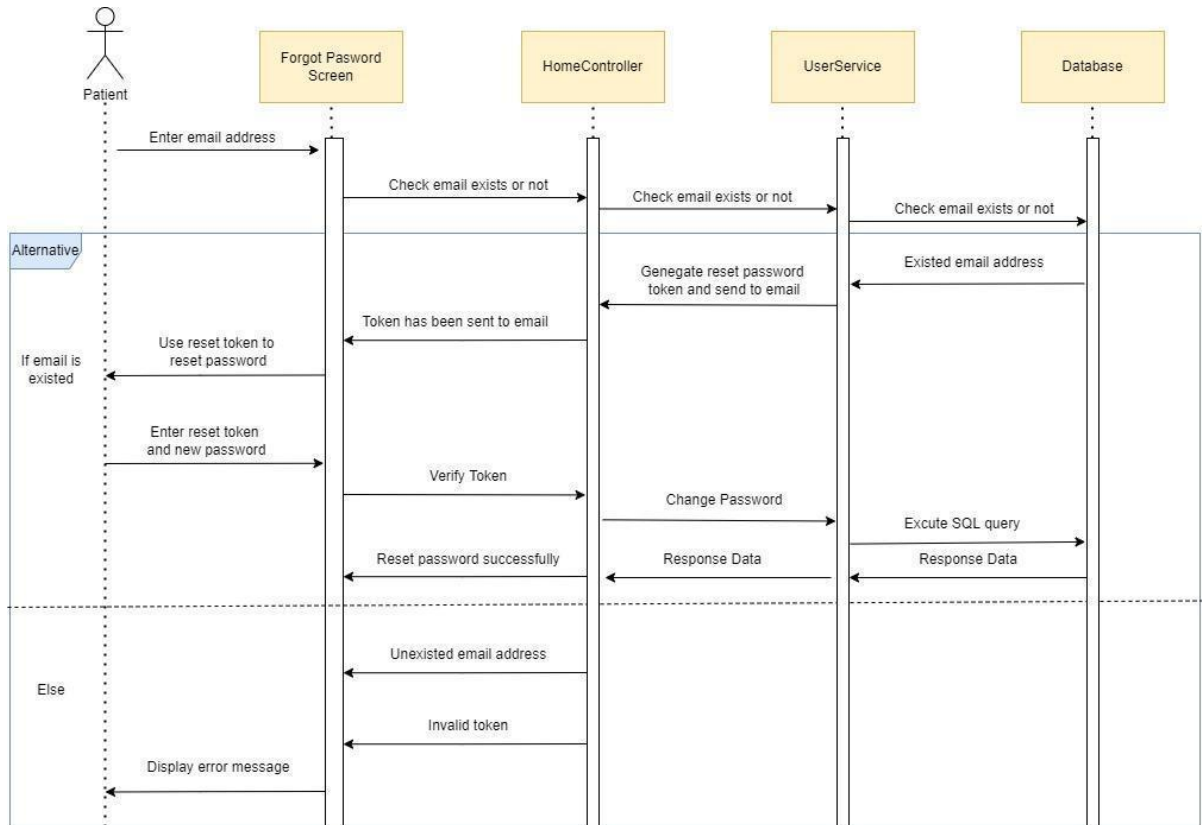 Patient
Forgot Pasword
Screen
HomeController
UserService
Database
Enter email address
Check email exists or not
Check email exists or not
Check email exists or not
Alternative
Existed email address
Genegate reset password
token and send to email
Token has been sent to email
Use reset token to
reset password
If email is
existed
Enter reset token
and new password
Verify Token
Change Password
Excute SQL query
Reset password successfully
Response Data
Response Data
Unexisted email address
Else
Invalid token
Display error message